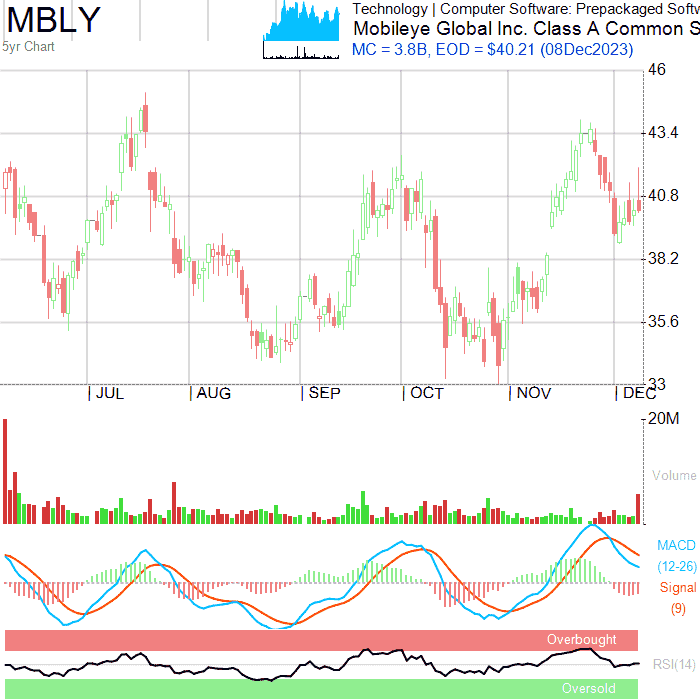 MBLY
5yr Chart
Technology | Computer Software: Prepackaged Softw
Mobileye Global Inc. Class A Common S
MC = 3.8B, EOD = $40.21 (08Dec2023)
46
43.4
40.8
38.2
35.6
33
JUL AUG SEP OCT NOV DEC
20M
Volume
MACD
(12-26)
Signal
(9)
Overbought
RSI(14)
Oversold